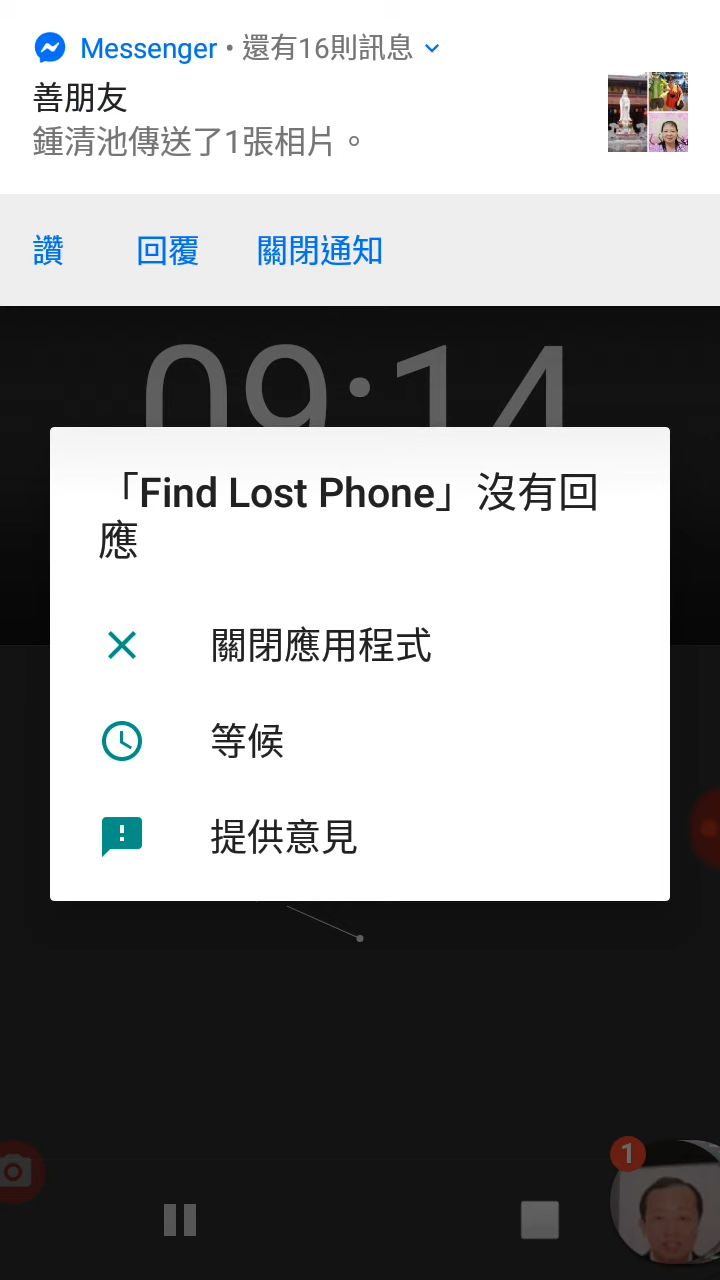 Messenger • 還有16則訊息
善朋友
鍾清池傳送了1張相片。
讚 回覆 關閉通知
09:14
「Find Lost Phone」沒有回
應
關閉應用程式
等候
提供意見
1